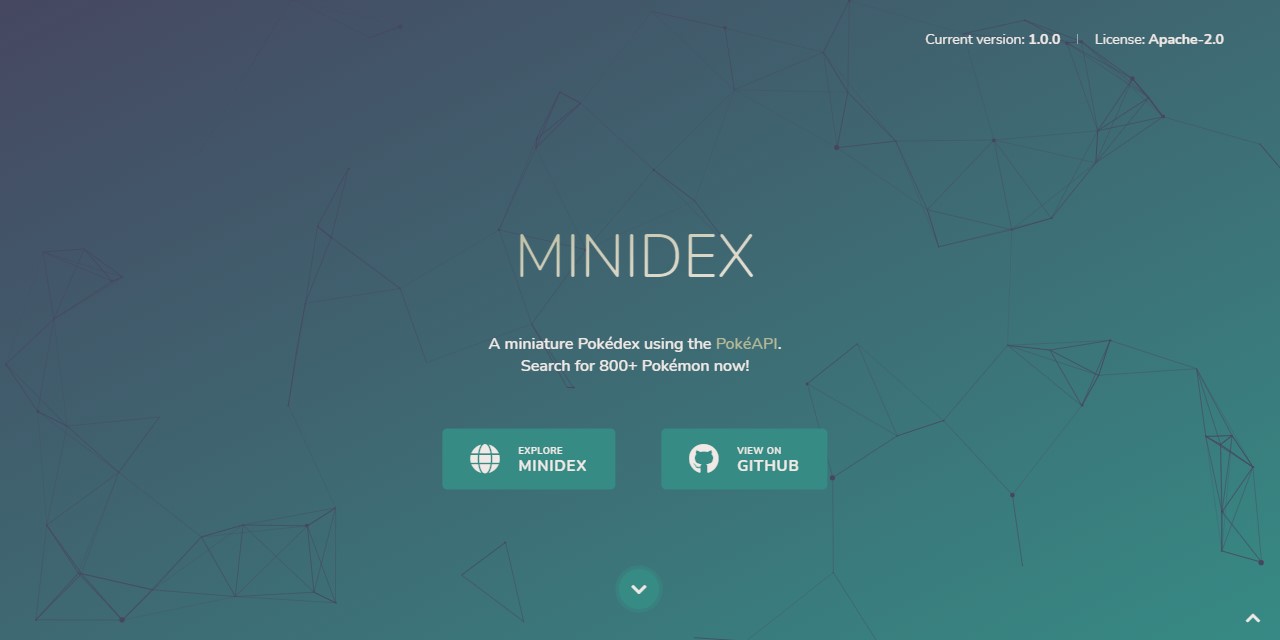 Current version: 1.0.0 | License: Apache-2.0
MINIDEX
A miniature Pokédex using the PokéAPI.
Search for 800+ Pokémon now!
EXPLORE
MINIDEX
VIEW ON
GITHUB